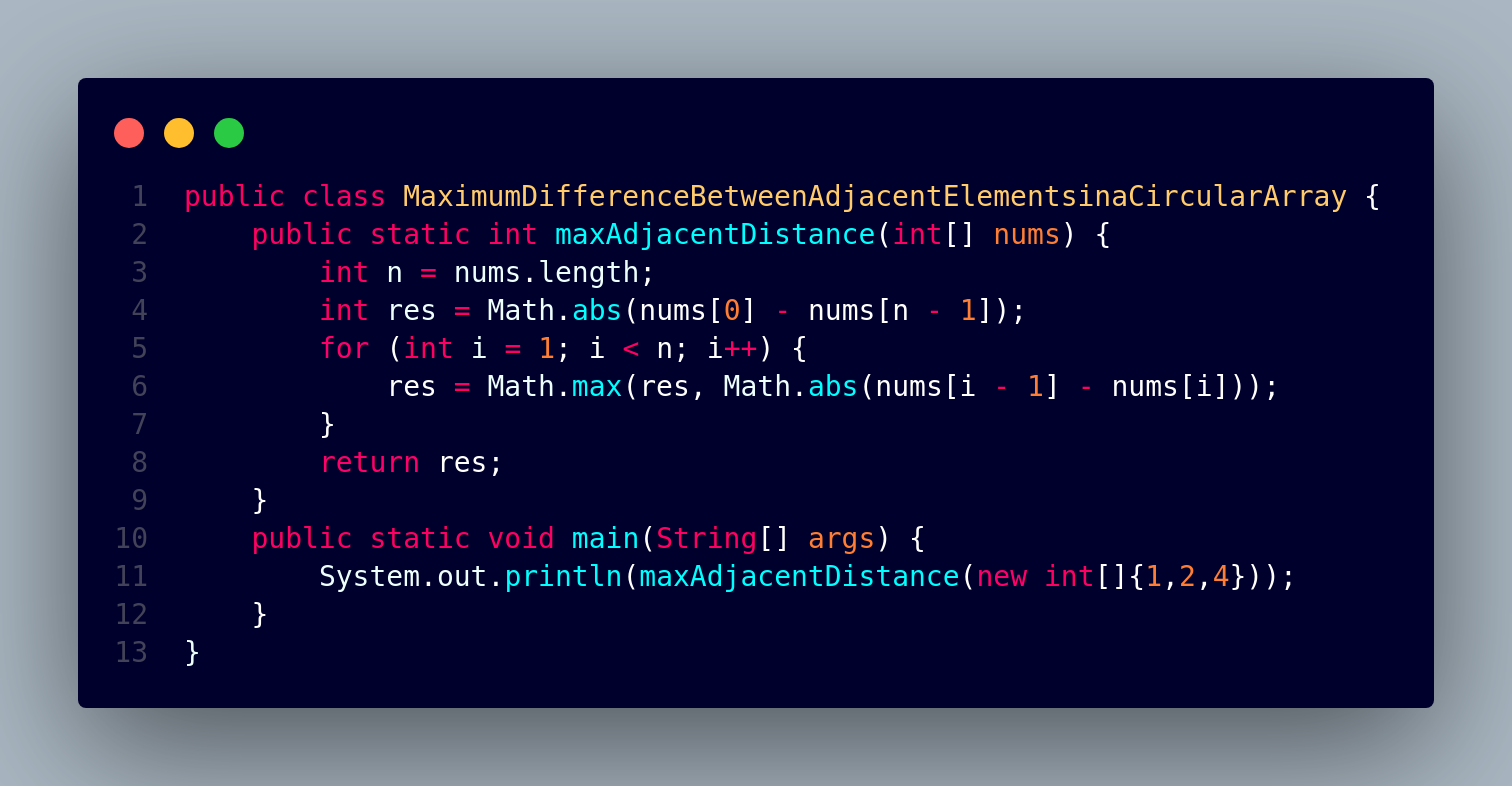 1 public class MaximumDifferenceBetweenAdjacentElementsinaCircularArray {
2     public static int maxAdjacentDistance(int[] nums) {
3         int n = nums.length;
4         int res = Math.abs(nums[0] - nums[n - 1]);
5         for (int i = 1; i < n; i++) {
6             res = Math.max(res, Math.abs(nums[i - 1] - nums[i]));
7         }
8         return res;
9     }
10     public static void main(String[] args) {
11         System.out.println(maxAdjacentDistance(new int[]{1,2,4}));
12     }
13 }